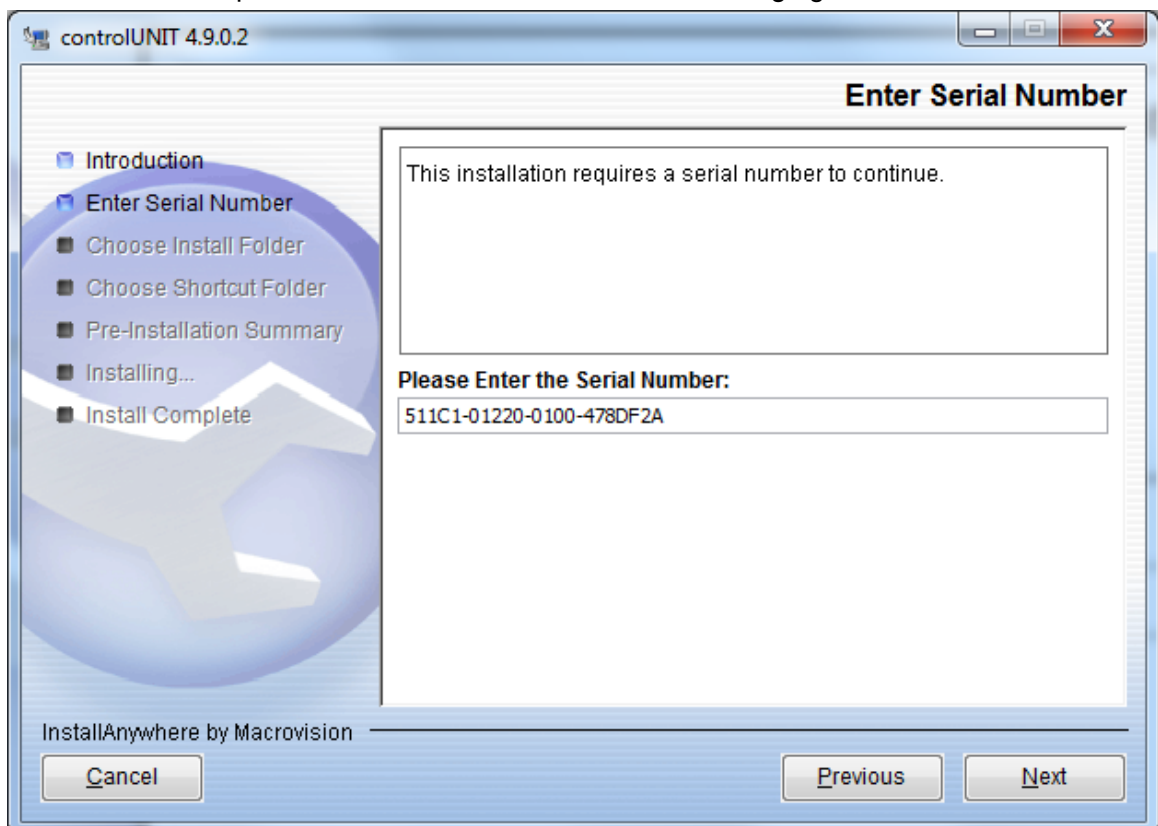 controlUNIT 4.9.0.2
Enter Serial Number
Introduction
Enter Serial Number
Choose Install Folder
Choose Shortcut Folder
Pre-Installation Summary
Installing...
Install Complete
This installation requires a serial number to continue.
Please Enter the Serial Number:
511C1-01220-0100-478DF2A
InstallAnywhere by Macrovision
Cancel
Previous
Next